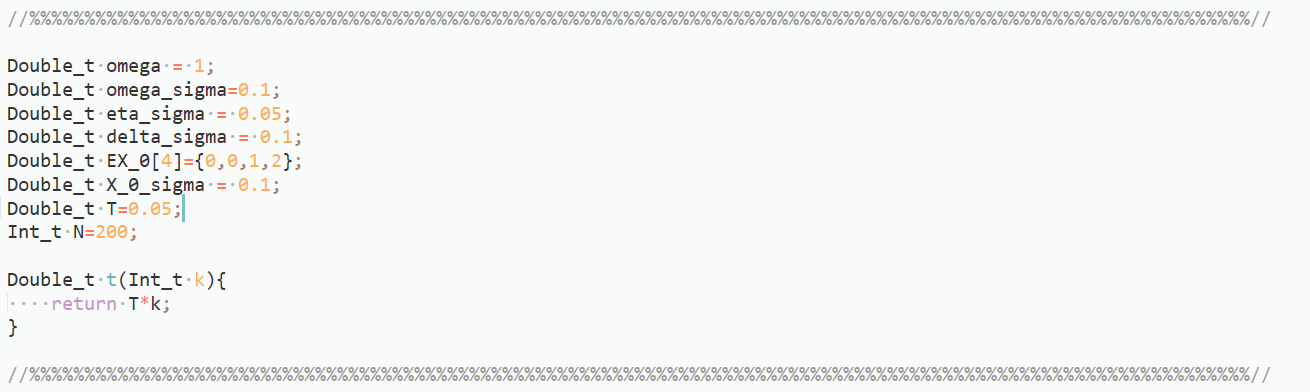 //%%%%%%%%%%%%%%%%%%%%%%%%%%%%%%%%%%%%%%%%%%%%%%%%%%%%%%%%%%%%%%%%%%%%%%%%%%%%%%%%%%%%%%%%%%%%%%%%%%%%%%%%%%%%%%%%%//
Double_t omega = 1;
Double_t omega_sigma=0.1;
Double_t eta_sigma = 0.05;
Double_t delta_sigma = 0.1;
Double_t EX_0[4]={0,0,1,2};
Double_t X_0_sigma = 0.1;
Double_t T=0.05;
Int_t N=200;
Double_t t(Int_t k){
    return T*k;
}
//%%%%%%%%%%%%%%%%%%%%%%%%%%%%%%%%%%%%%%%%%%%%%%%%%%%%%%%%%%%%%%%%%%%%%%%%%%%%%%%%%%%%%%%%%%%%%%%%%%%%%%%%%%%%%%%%%//